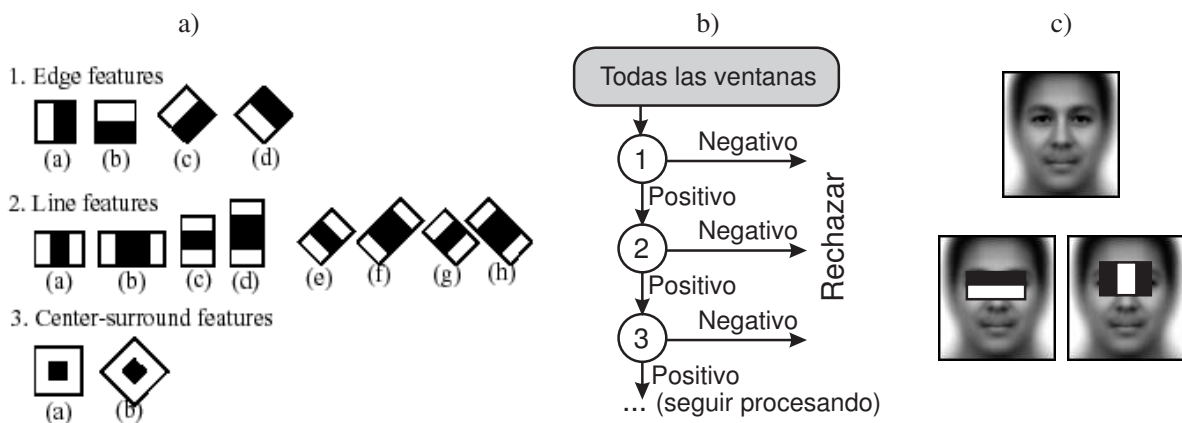 a)
1. Edge features
(a) (b) (c) (d)
2. Line features
(a) (b) (c) (d) (e) (f) (g) (h)
3. Center-surround features
(a) (b)
b)
Todas las ventanas
1
Negativo
Positivo
2
Negativo
Positivo
3
Negativo
Positivo
... (seguir procesando)
Rechazar
c)